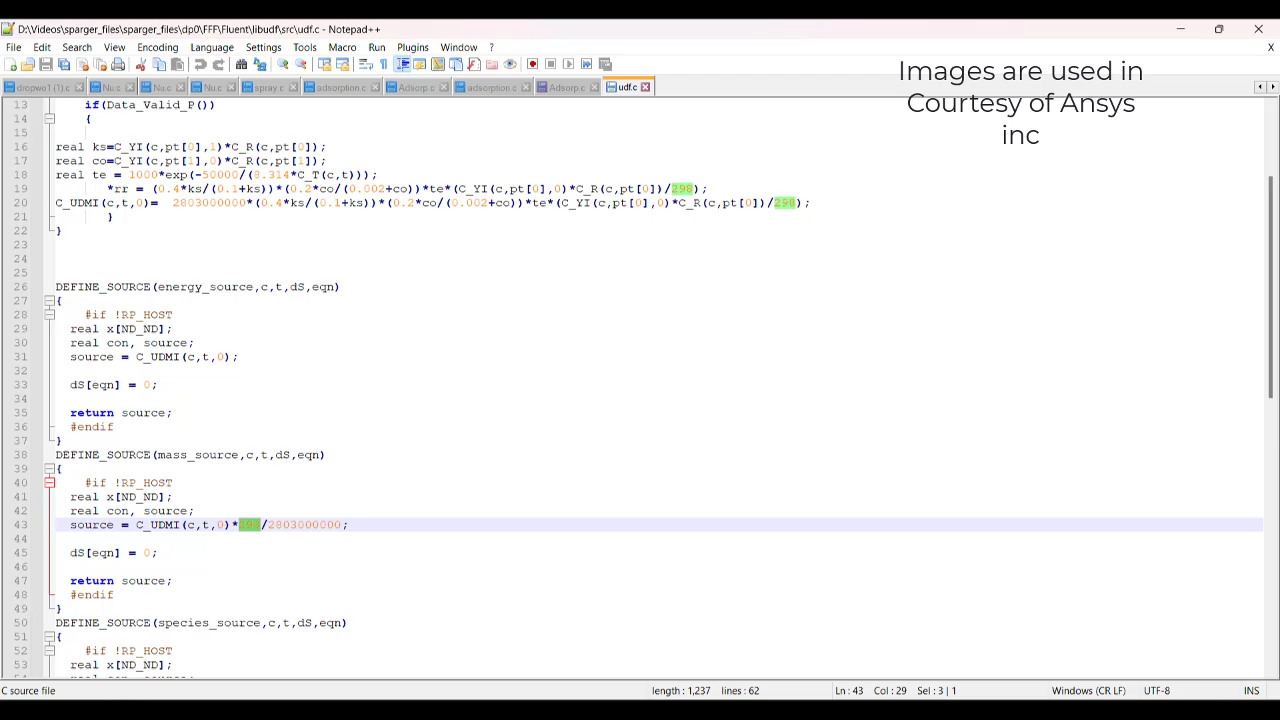 D:\Videos\sparger_files\sparger_files\dp0\FFF\Fluent\libudf\src\udf.c - Notepad++
File Edit Search View Encoding Language Settings Tools Macro Run Plugins Window ? X
dropwo1 (1).c Nu.c Nu.c Nu.c spray.c adsorption.c Adsorp.c adsorption.c Adsorp.c udf.c
Images are used in
Courtesy of Ansys
inc
13 if(Data_Valid_P())
14 {
15
16 real ks=C_YI(c,pt[0],1)*C_R(c,pt[0]);
17 real co=C_YI(c,pt[1],0)*C_R(c,pt[1]);
18 real te = 1000*exp(-50000/(8.314*C_T(c,t)));
19 *rr = (0.4*ks/(0.1+ks))*(0.2*co/(0.002+co))*te*(C_YI(c,pt[0],0)*C_R(c,pt[0])/298);
20 C_UDMI(c,t,0)= 2803000000*(0.4*ks/(0.1+ks))*(0.2*co/(0.002+co))*te*(C_YI(c,pt[0],0)*C_R(c,pt[0])/298);
21 }
22 }
23
24
25
26 DEFINE_SOURCE(energy_source,c,t,dS,eqn)
27 {
28 #if !RP_HOST
29 real x[ND_ND];
30 real con, source;
31 source = C_UDMI(c,t,0);
32
33 dS[eqn] = 0;
34
35 return source;
36 #endif
37 }
38 DEFINE_SOURCE(mass_source,c,t,dS,eqn)
39 {
40 #if !RP_HOST
41 real x[ND_ND];
42 real con, source;
43 source = C_UDMI(c,t,0)*298/2803000000;
44
45 dS[eqn] = 0;
46
47 return source;
48 #endif
49 }
50 DEFINE_SOURCE(species_source,c,t,dS,eqn)
51 {
52 #if !RP_HOST
53 real x[ND_ND];
C source file length : 1,237 lines : 62 Ln : 43 Col : 29 Sel : 3 | 1 Windows (CR LF) UTF-8 INS